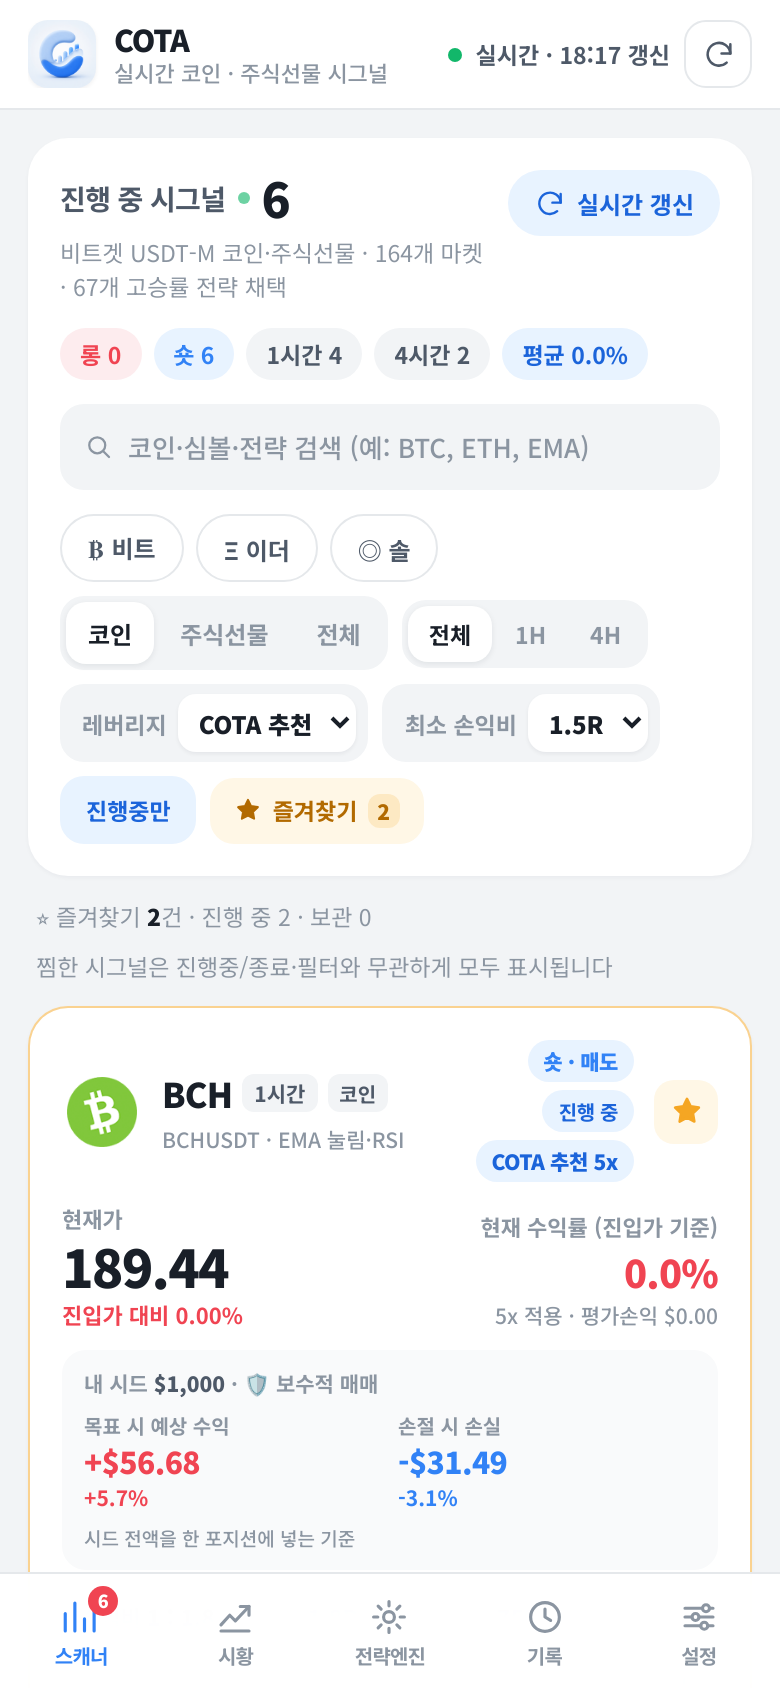 COTA
실시간 코인 · 주식선물 시그널
실시간 · 18:17 갱신
진행 중 시그널 6
실시간 갱신
비트겟 USDT-M 코인·주식선물 · 164개 마켓
· 67개 고승률 전략 채택
롱 0
숏 6
1시간 4
4시간 2
평균 0.0%
코인·심볼·전략 검색 (예: BTC, ETH, EMA)
₿ 비트
Ξ 이더
◎ 솔
코인
주식선물
전체
전체
1H
4H
레버리지
COTA 추천
최소 손익비
1.5R
진행중만
★ 즐겨찾기 2
☆ 즐겨찾기 2건 · 진행 중 2 · 보관 0
찜한 시그널은 진행중/종료·필터와 무관하게 모두 표시됩니다
BCH
1시간
코인
BCHUSDT · EMA 눌림·RSI
숏 · 매도
진행 중
COTA 추천 5x
현재가
189.44
진입가 대비 0.00%
현재 수익률 (진입가 기준)
0.0%
5x 적용 · 평가손익 $0.00
내 시드 $1,000 · 🛡️ 보수적 매매
목표 시 예상 수익
+$56.68
+5.7%
손절 시 손실
-$31.49
-3.1%
시드 전액을 한 포지션에 넣는 기준
6
스캐너
시황
전략엔진
기록
설정